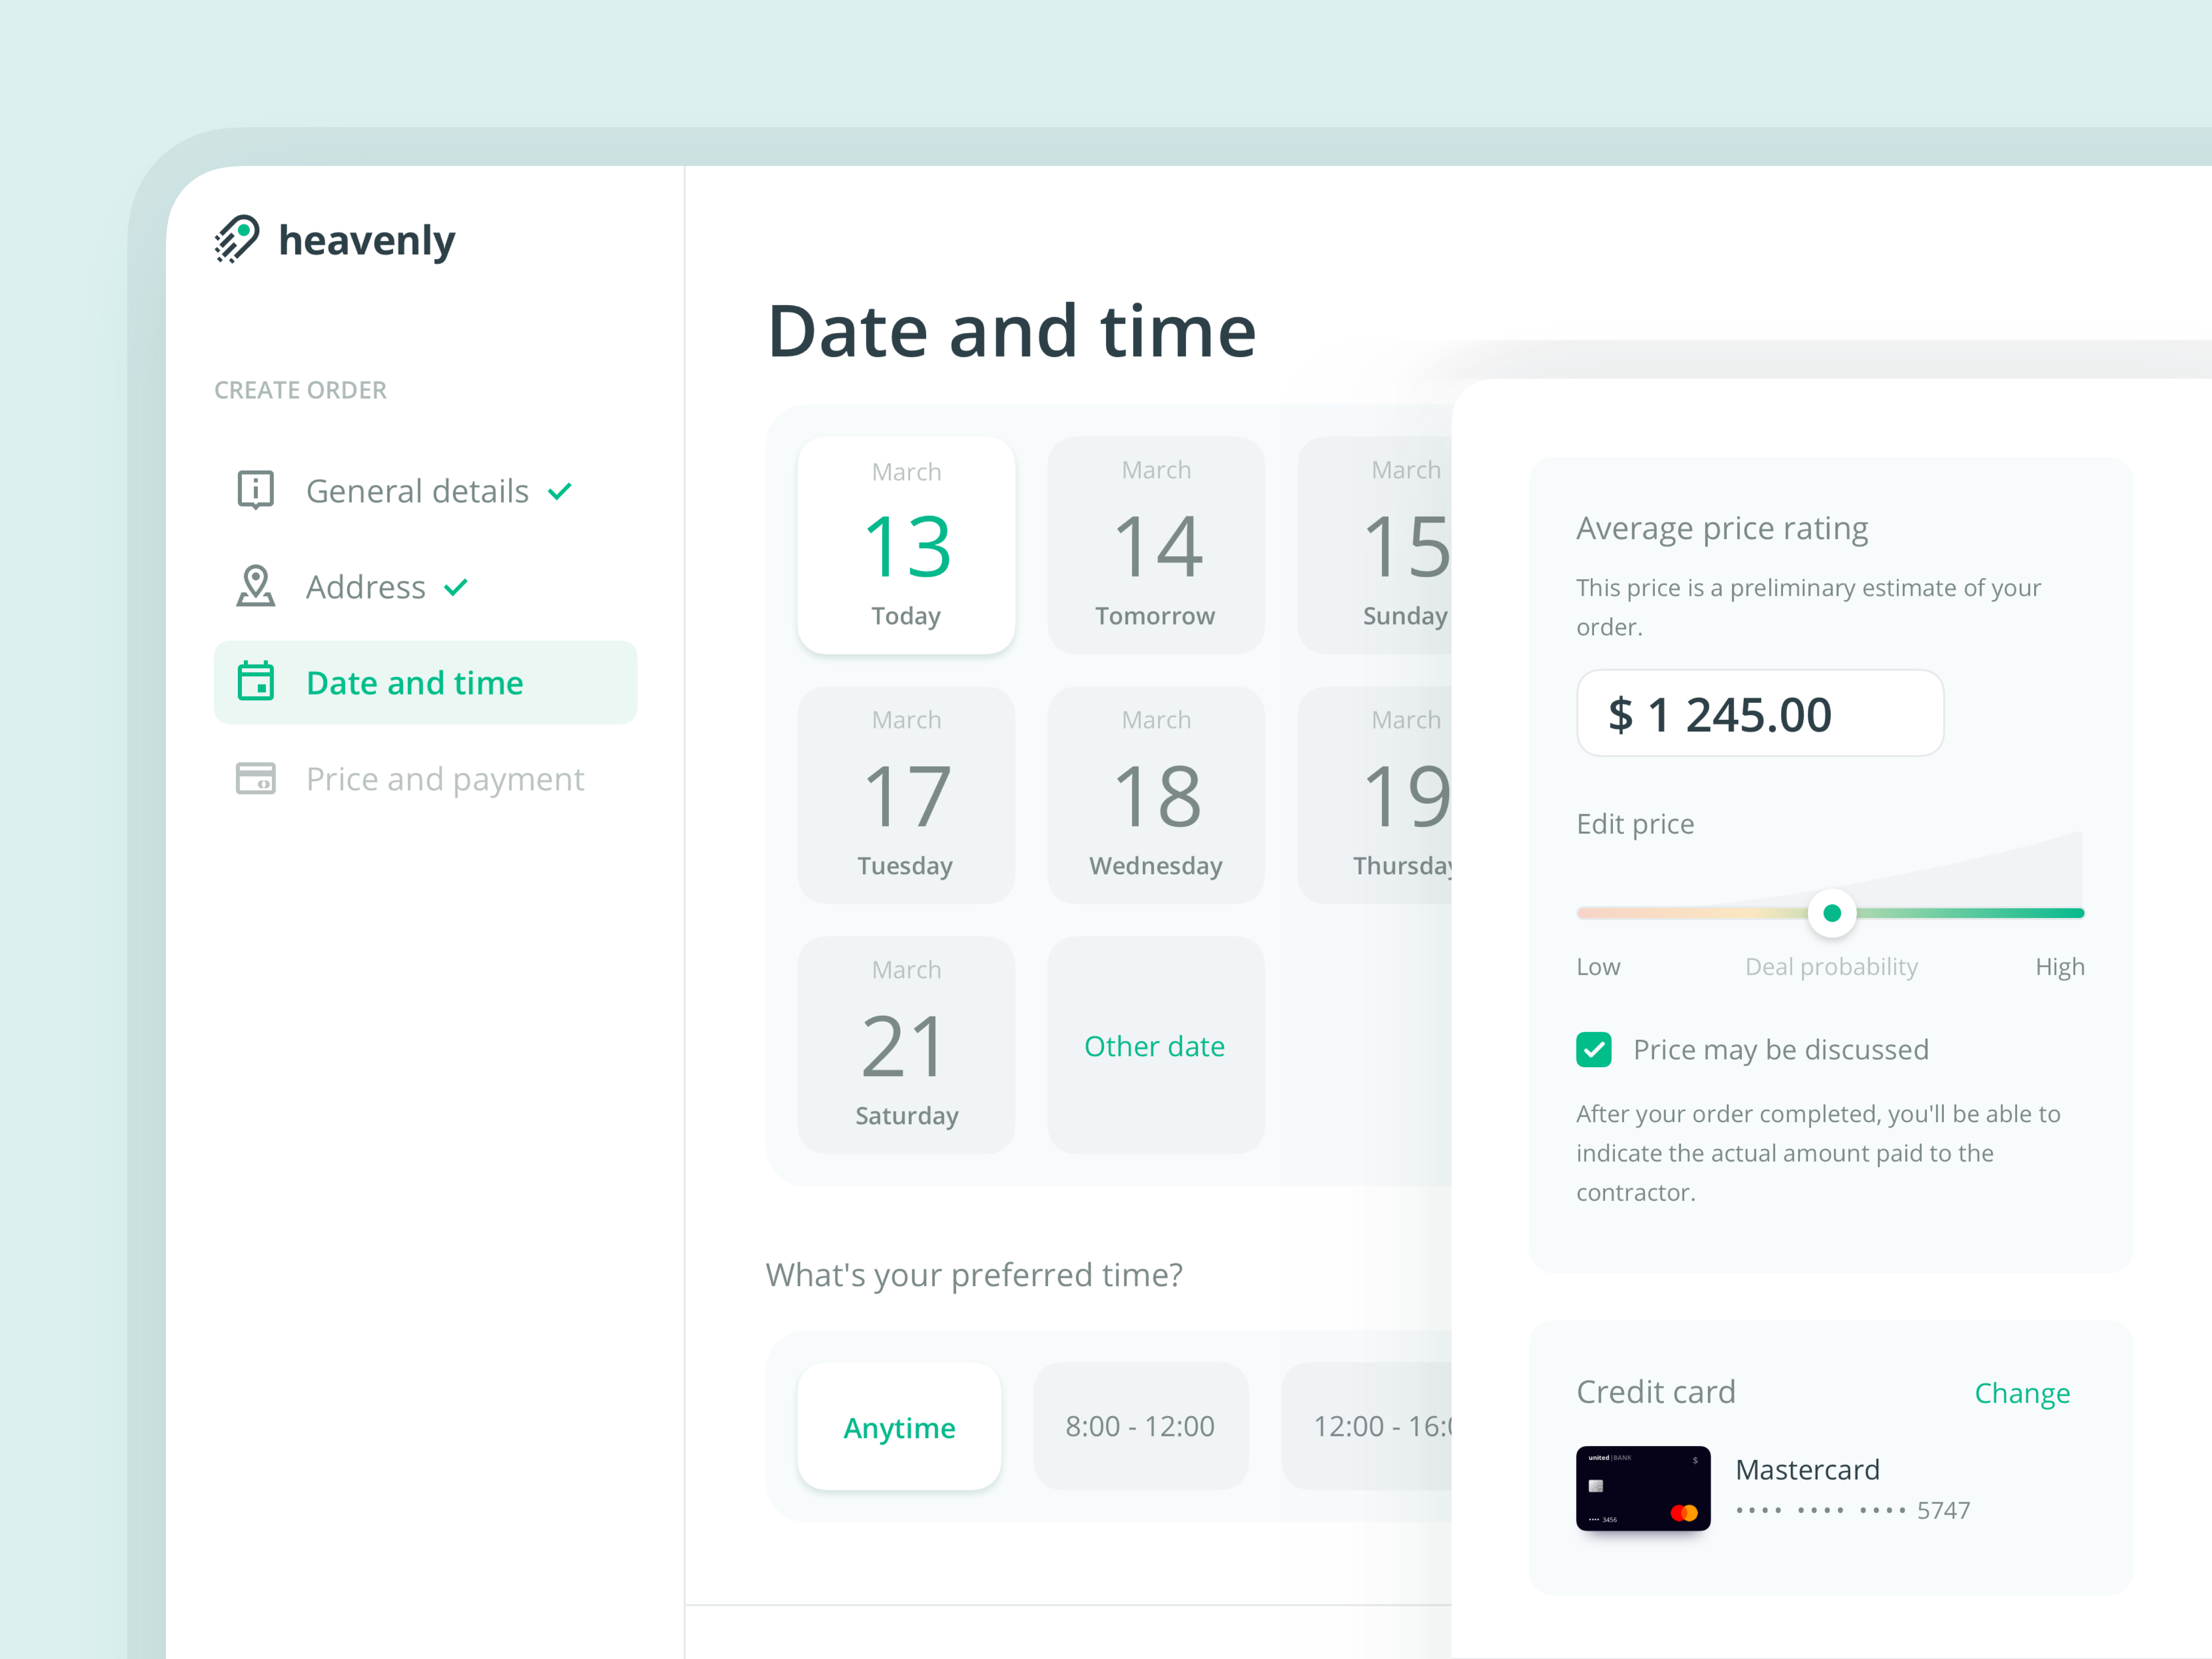 heavenly
CREATE ORDER
General details
Address
Date and time
Price and payment
Date and time
March
13
Today
March
14
Tomorrow
March
15
Sunday
March
17
Tuesday
March
18
Wednesday
March
19
Thursday
March
21
Saturday
Other date
What's your preferred time?
Anytime
8:00 - 12:00
12:00 - 16:0
Average price rating
This price is a preliminary estimate of your
order.
$ 1 245.00
Edit price
Low
Deal probability
High
Price may be discussed
After your order completed, you'll be able to
indicate the actual amount paid to the
contractor.
Credit card
Change
united | BANK
$
•••• 3456
Mastercard
•••• •••• •••• 5747